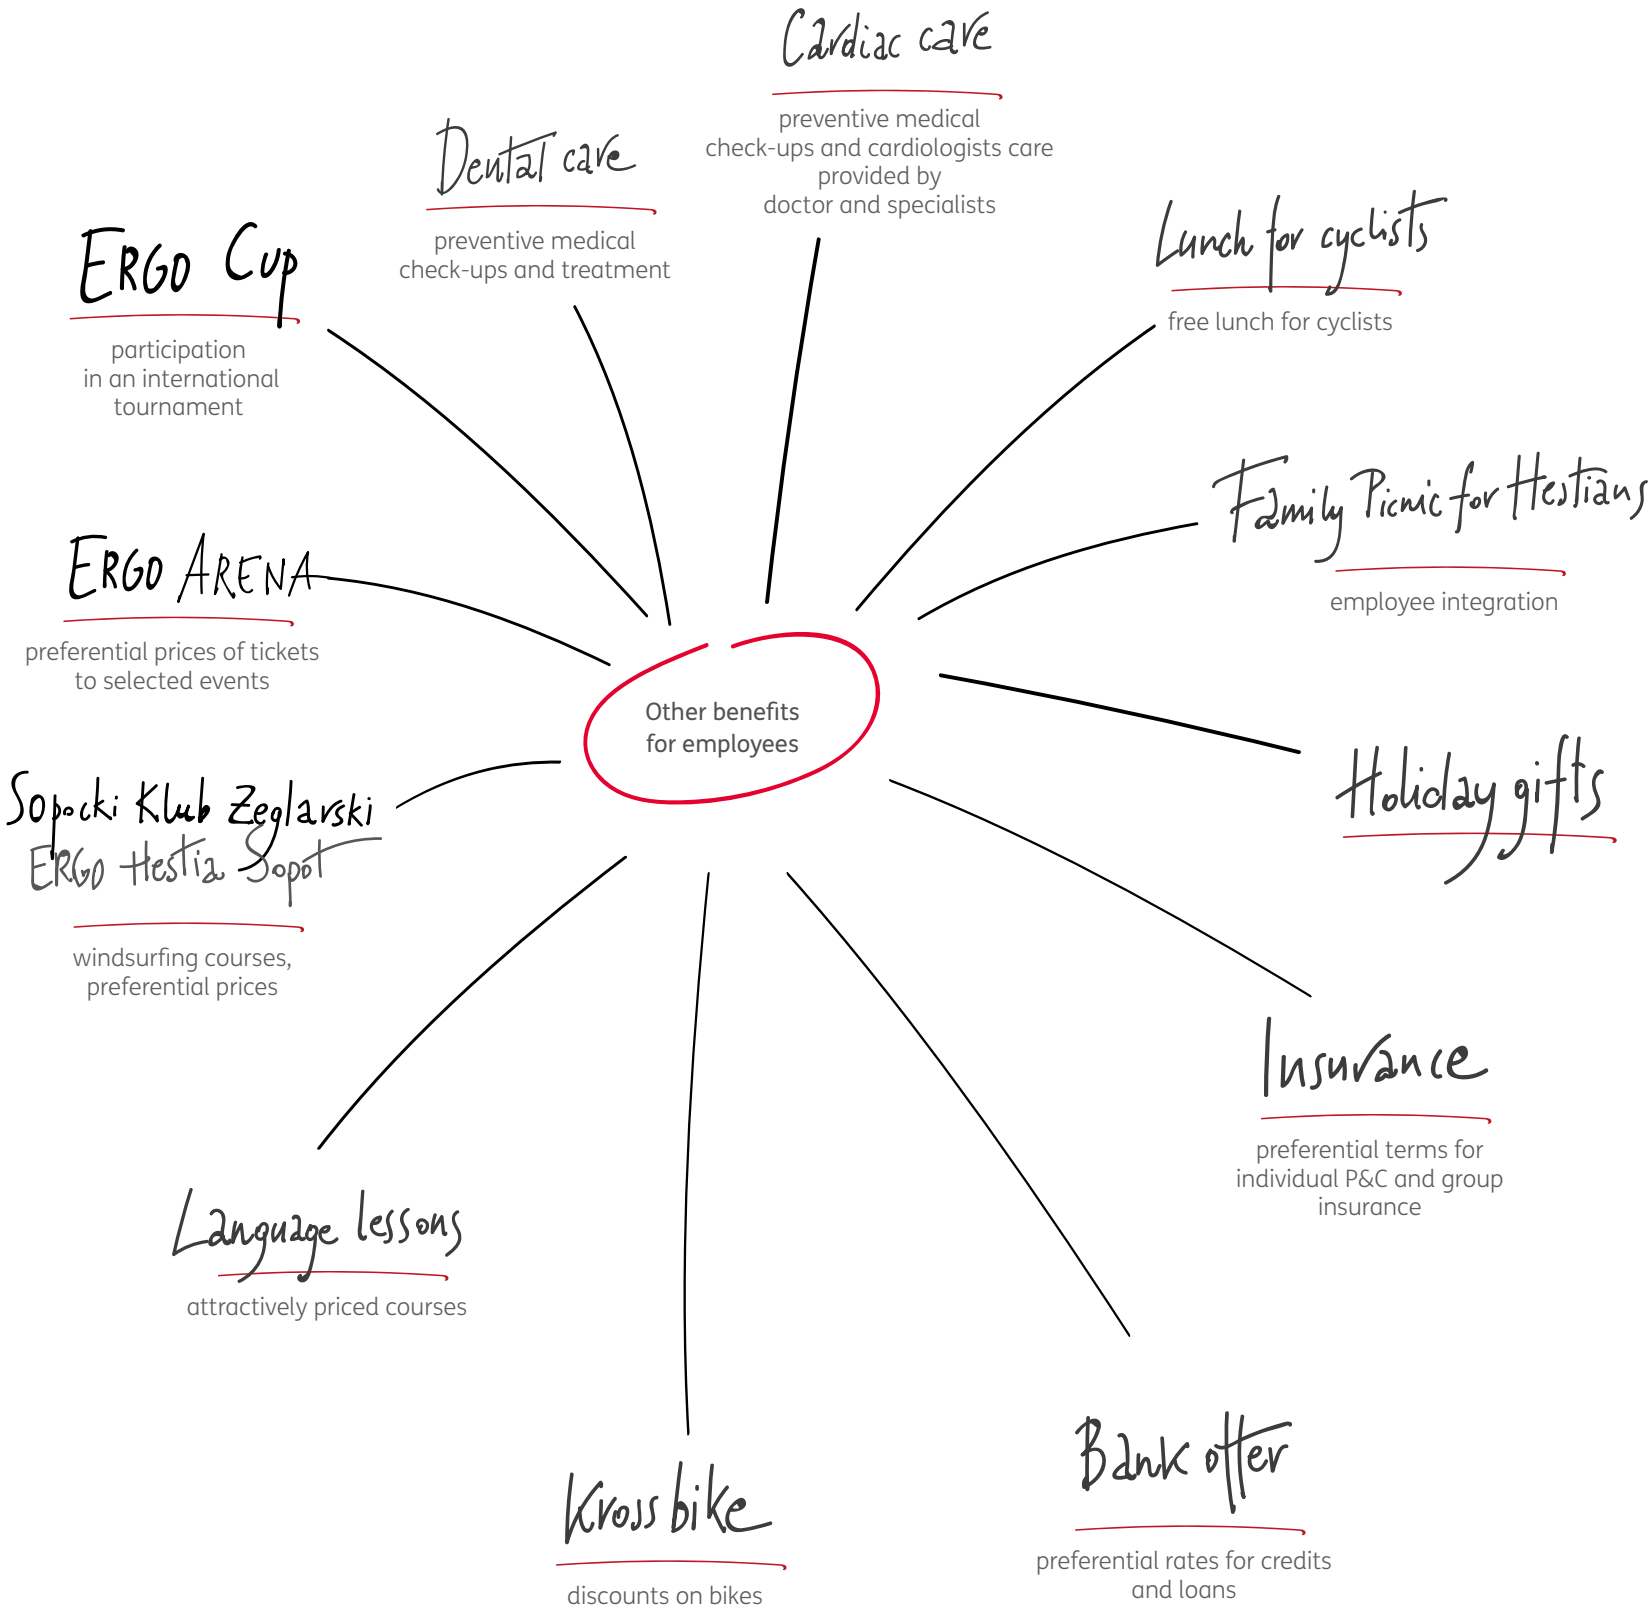 Cardiac care
preventive medical
check-ups and cardiologists care
provided by
doctor and specialists
Dental care
preventive medical
check-ups and treatment
Lunch for cyclists
free lunch for cyclists
ERGO Cup
participation
in an international
tournament
Family Picnic for Hestians
employee integration
ERGO ARENA
preferential prices of tickets
to selected events
Other benefits
for employees
Holiday gifts
Sopocki Klub Żeglarski
ERGO Hestia Sopot
windsurfing courses,
preferential prices
Insurance
preferential terms for
individual P&C and group
insurance
Language lessons
attractively priced courses
Bank offer
preferential rates for credits
and loans
Kross bike
discounts on bikes